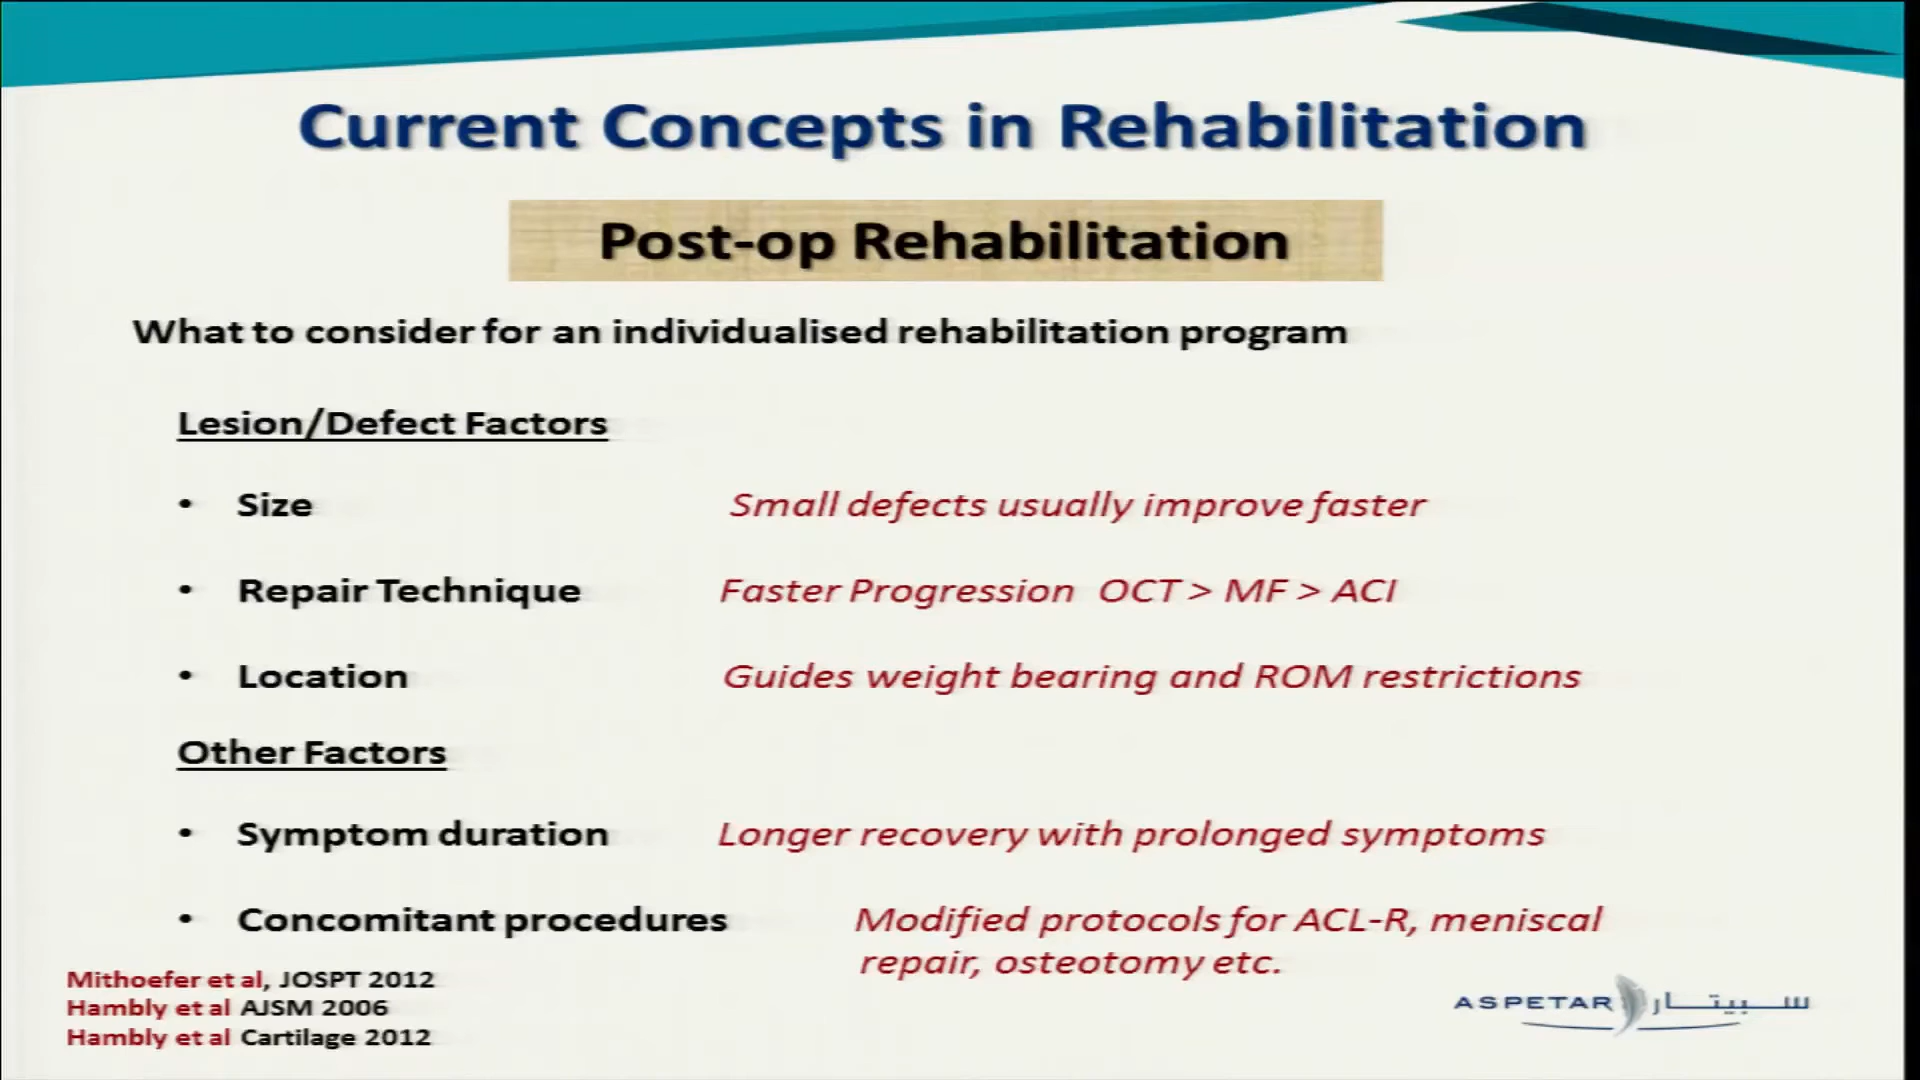 Current Concepts in Rehabilitation
Post-op Rehabilitation
What to consider for an individualised rehabilitation program
Lesion/Defect Factors
• Size Small defects usually improve faster
• Repair Technique Faster Progression OCT > MF > ACI
• Location Guides weight bearing and ROM restrictions
Other Factors
• Symptom duration Longer recovery with prolonged symptoms
• Concomitant procedures Modified protocols for ACL-R, meniscal
repair, osteotomy etc.
Mithoefer et al, JOSPT 2012
Hambly et al AJSM 2006
Hambly et al Cartilage 2012
ASPETAR سبيتار